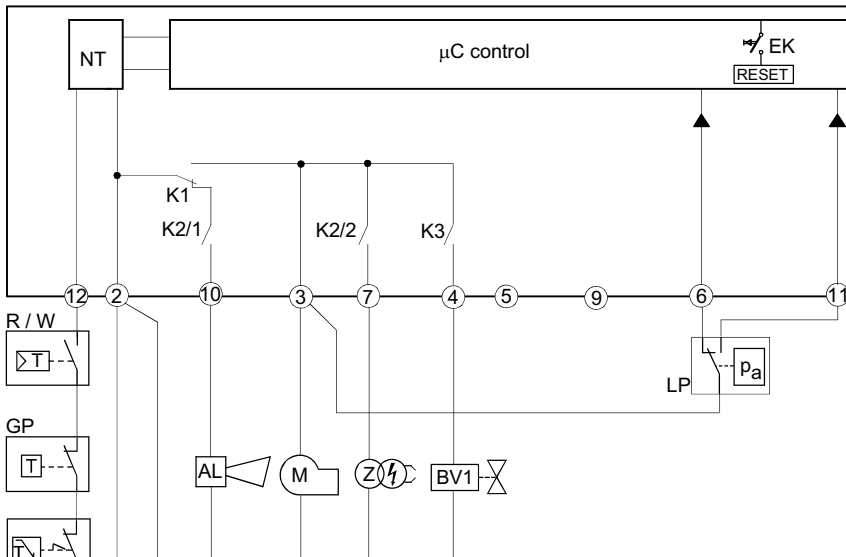 NT
μC control
EK
RESET
K1
K2/1
K2/2
K3
12
2
10
3
7
4
5
9
6
11
R / W
T
LP
pa
GP
T
AL
M
Z
BV1
T